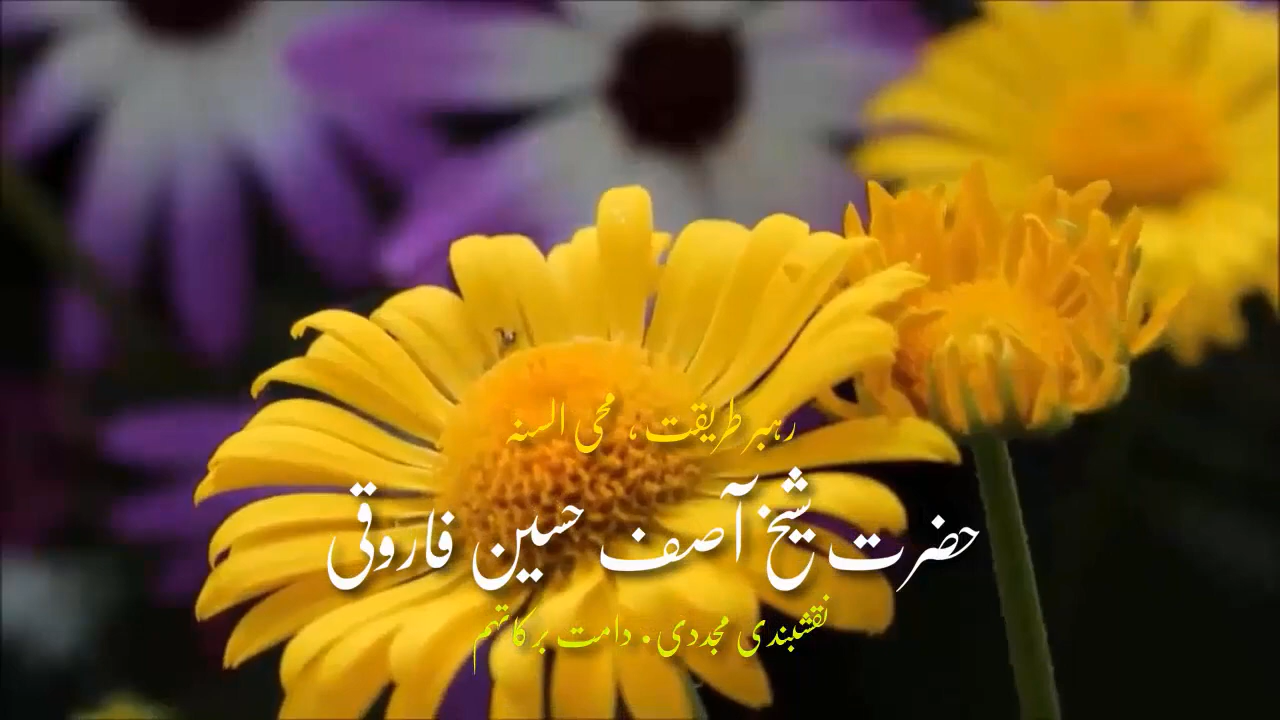 رہبر طریقت، محی السنہ
حضرت شیخ آصف حسین فاروقی
نقشبندی مجددی۔ دامت برکاتہم